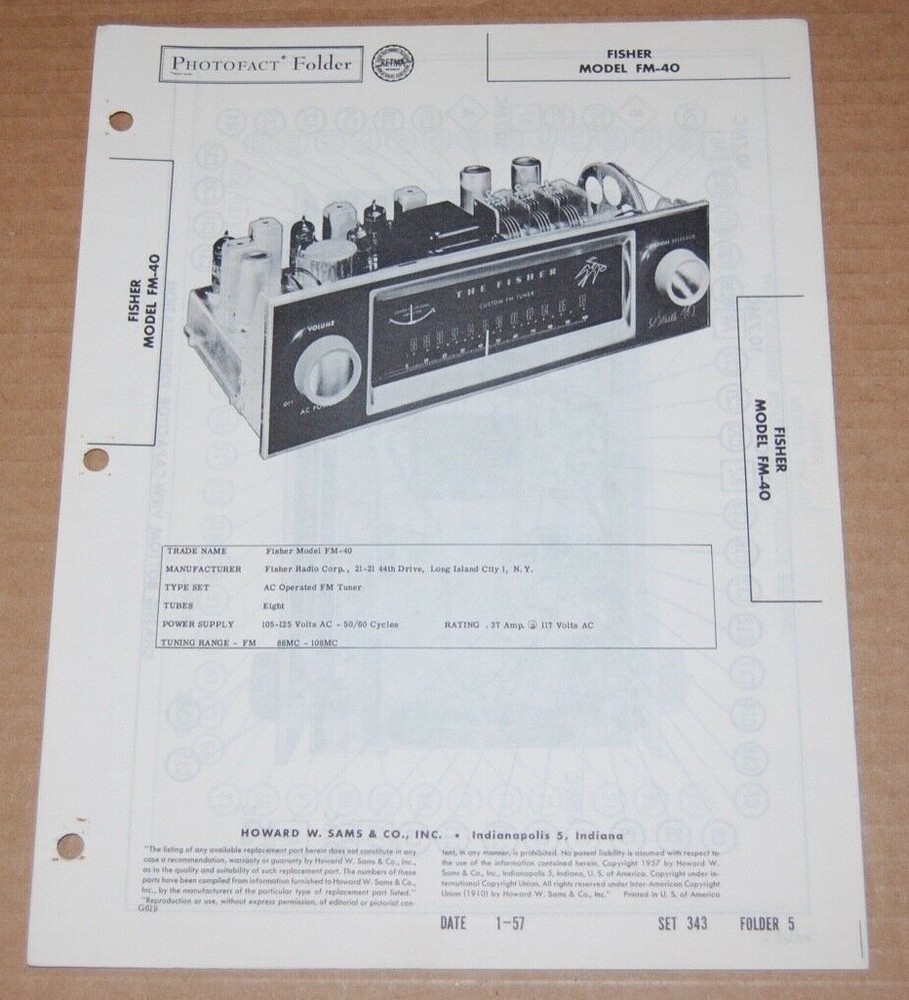 PHOTOFACT* Folder
RETMA
FISHER
MODEL FM-40
FISHER
MODEL FM-40
FISHER
MODEL FM-40
THE FISHER
CUSTOM FM TUNER
VOLUME
OFF
AC POWER
SELECTOR
40
TRADE NAME Fisher Model FM-40
MANUFACTURER Fisher Radio Corp., 21-21 44th Drive, Long Island City 1, N.Y.
TYPE SET AC Operated FM Tuner
TUBES Eight
POWER SUPPLY 105-125 Volts AC - 50/60 Cycles RATING .37 Amp. @ 117 Volts AC
TUNING RANGE - FM 88MC - 108MC
HOWARD W. SAMS & CO., INC. • Indianapolis 5, Indiana
"The listing of any available replacement part herein does not constitute in any
case a recommendation, warranty or guaranty by Howard W. Sams & Co., Inc.,
as to the quality and suitability of such replacement part. The numbers of these
parts have been compiled from information furnished to Howard W. Sams & Co.,
Inc., by the manufacturers of the particular type of replacement part listed."
"Reproduction or use, without express permission, of editorial or pictorial con-
tent, in any manner, is prohibited. No patent liability is assumed with respect to
the use of the information contained herein. Copyright 1957 by Howard W.
Sams & Co., Inc., Indianapolis 5, Indiana, U. S. of America. Copyright under In-
ternational Copyright Union. All rights reserved under Inter-American Copyright
Union (1910) by Howard W. Sams & Co., Inc." Printed in U. S. of America
G619
DATE 1-57 SET 343 FOLDER 5